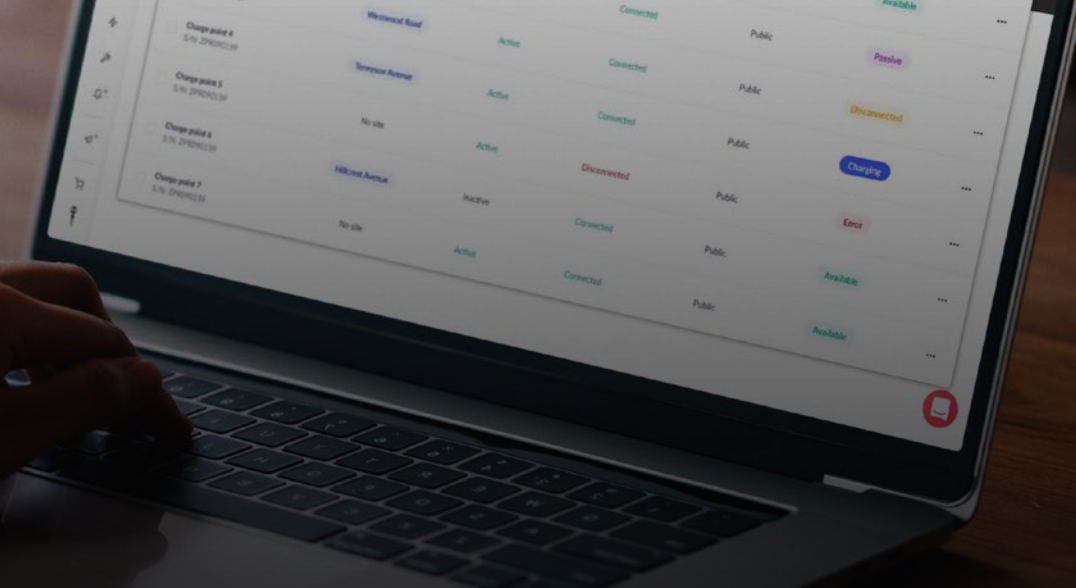 Available
Connected Public Passive
Westwood Road Active Connected Public Disconnected
Charge point 4 Tennyson Avenue Active Connected Public Charging
S/N:
Charge point 5 No site Active Disconnected Public Error
S/N:
Charge point 6 Hillcrest Avenue Inactive Connected Public Available
S/N:
Charge point 7 No site Active Connected Public Available
S/N: